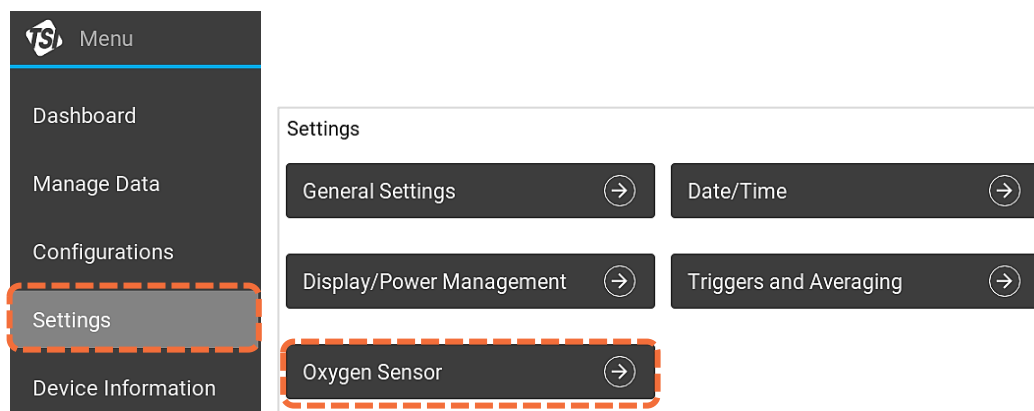 TSI Menu
Dashboard
Manage Data
Configurations
Settings
Device Information
Settings
General Settings
Date/Time
Display/Power Management
Triggers and Averaging
Oxygen Sensor